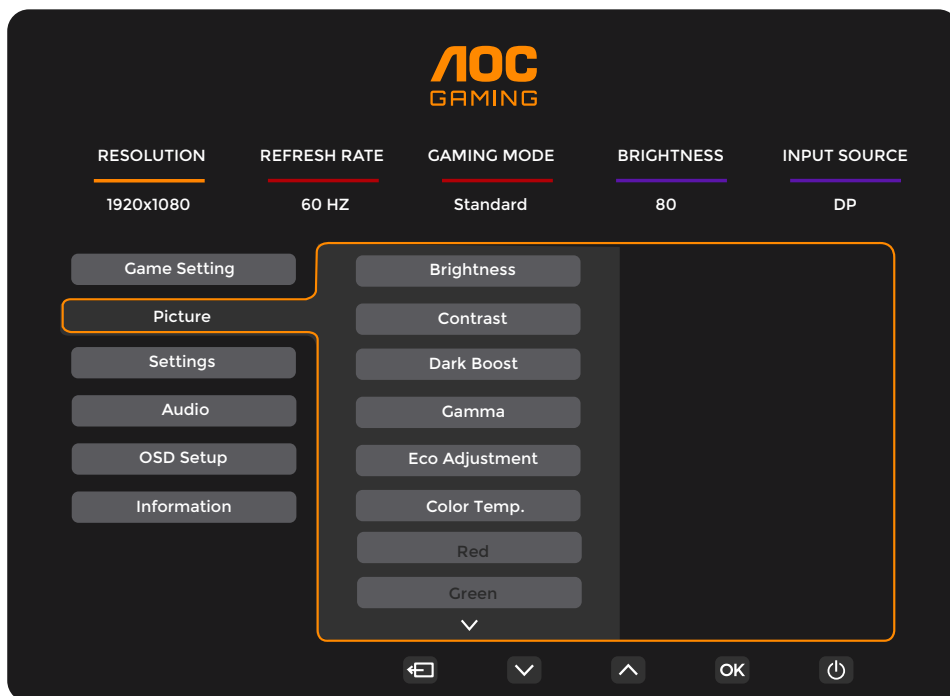 AOC
GAMING
RESOLUTION REFRESH RATE GAMING MODE BRIGHTNESS INPUT SOURCE
1920x1080 60 HZ Standard 80 DP
Game Setting
Picture
Settings
Audio
OSD Setup
Information
Brightness
Contrast
Dark Boost
Gamma
Eco Adjustment
Color Temp.
Red
Green
OK